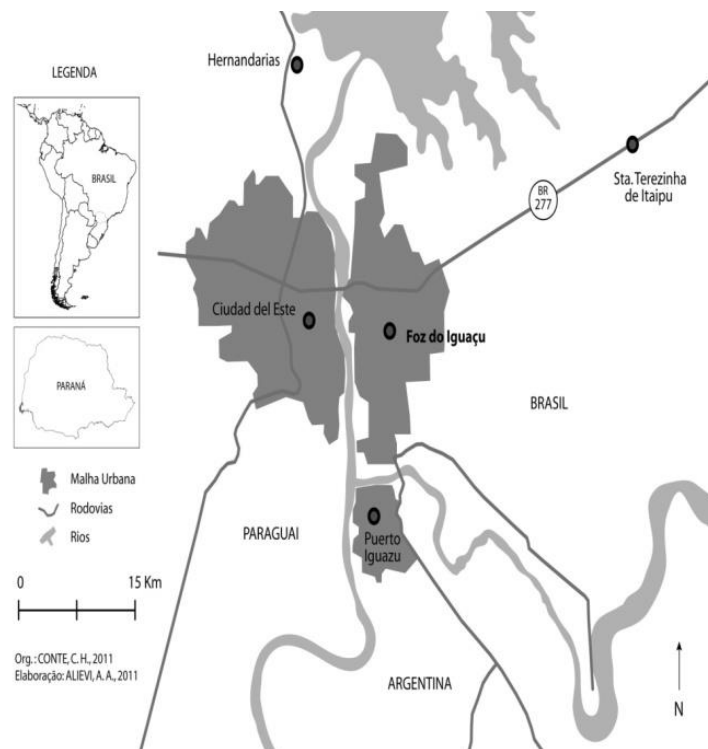 LEGENDA
BRASIL
PARANÁ
Malha Urbana
Rodovias
Rios
0 15 Km
Org.: CONTE, C. H., 2011
Elaboração: ALIEVI, A. A., 2011
Hernandarias
BR
277
Sta. Terezinha
de Itaipu
Ciudad del Este
Foz do Iguaçu
BRASIL
PARAGUAI
Puerto
Iguazu
ARGENTINA
N